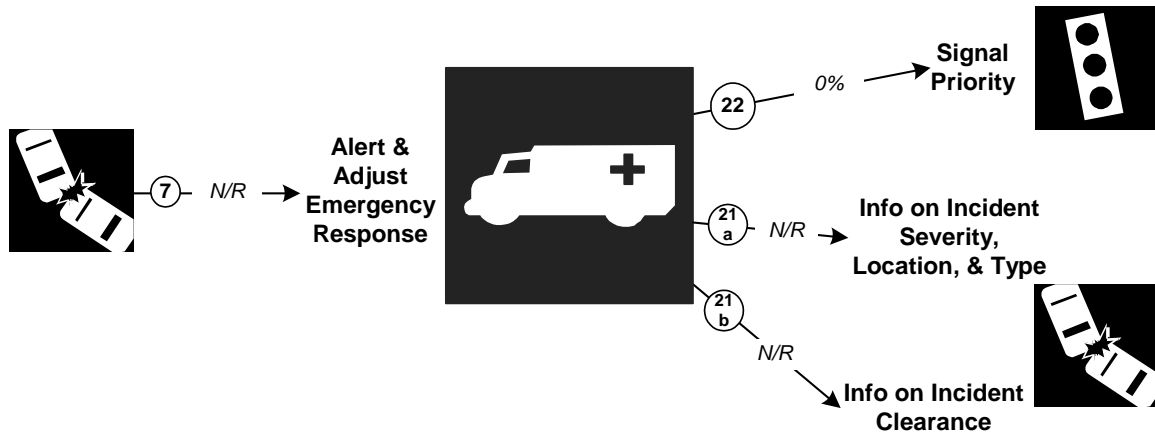 7
N/R
Alert &
Adjust
Emergency
Response
22
0%
Signal
Priority
21
a
N/R
Info on Incident
Severity,
Location, & Type
21
b
N/R
Info on Incident
Clearance